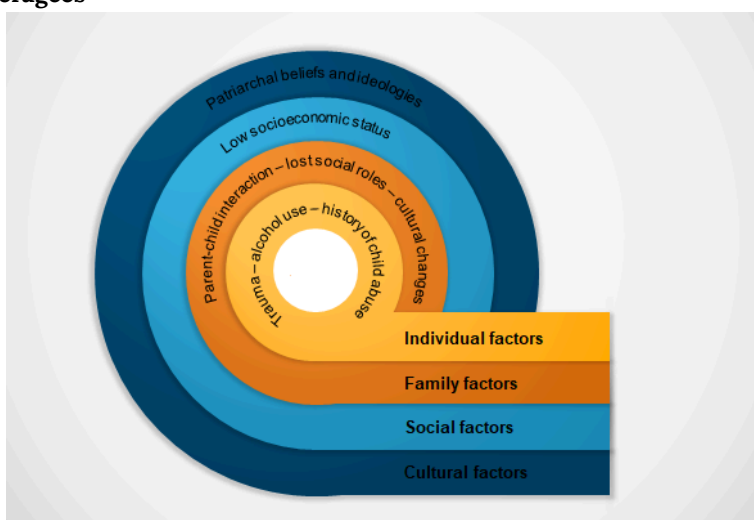 erugees
Patriarchal beliefs and ideologies
Low socioeconomic status
Parent-child interaction – lost social roles – cultural changes
Trauma – alcohol use – history of child abuse
Individual factors
Family factors
Social factors
Cultural factors